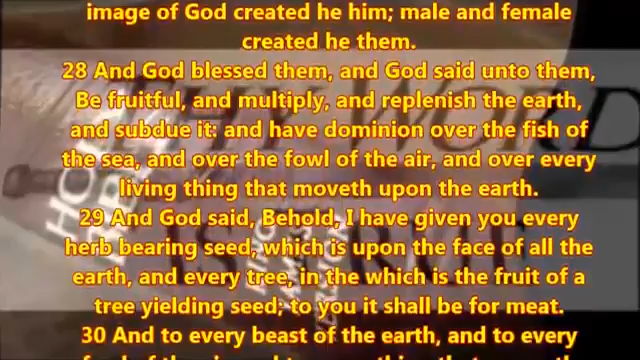 image of God created he him; male and female
created he them.
28 And God blessed them, and God said unto them,
Be fruitful, and multiply, and replenish the earth,
and subdue it: and have dominion over the fish of
the sea, and over the fowl of the air, and over every
living thing that moveth upon the earth.
29 And God said, Behold, I have given you every
herb bearing seed, which is upon the face of all the
earth, and every tree, in the which is the fruit of a
tree yielding seed; to you it shall be for meat.
30 And to every beast of the earth, and to every
HOLY
BIBLE
WORD